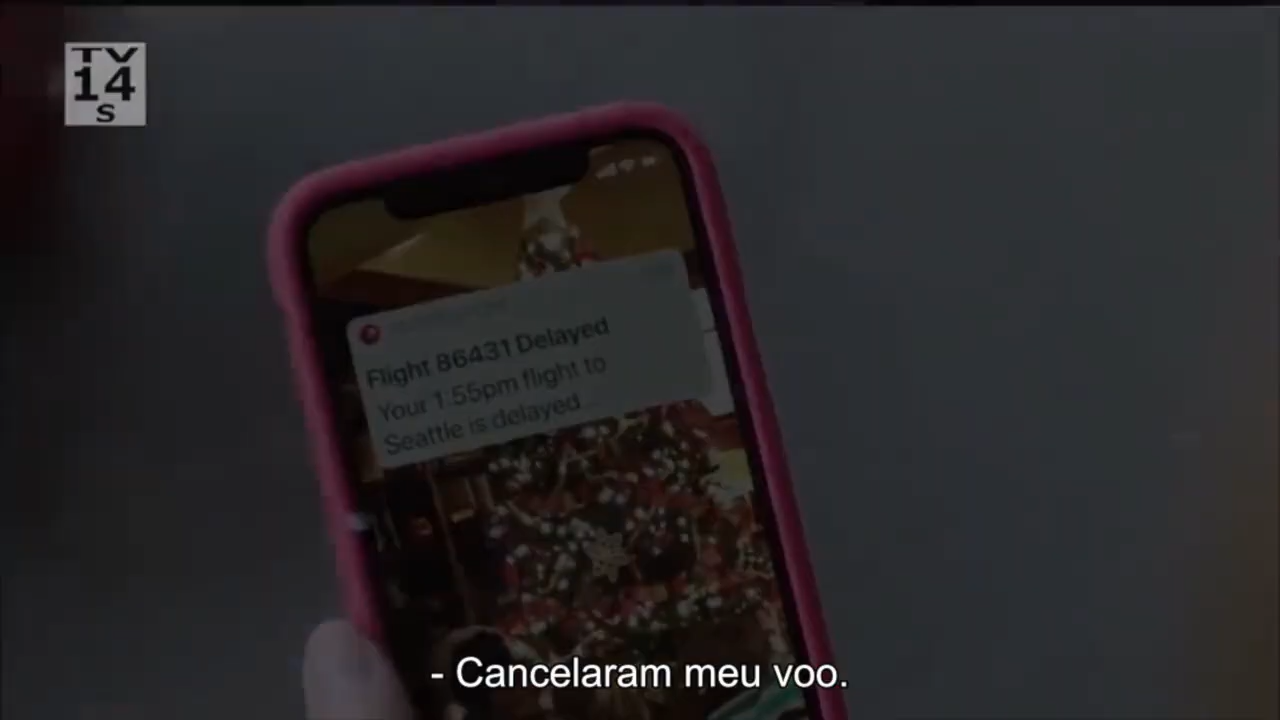 TV
14
S
Flight 86431 Delayed
Your 1:55pm flight to
Seattle is delayed
- Cancelaram meu voo.